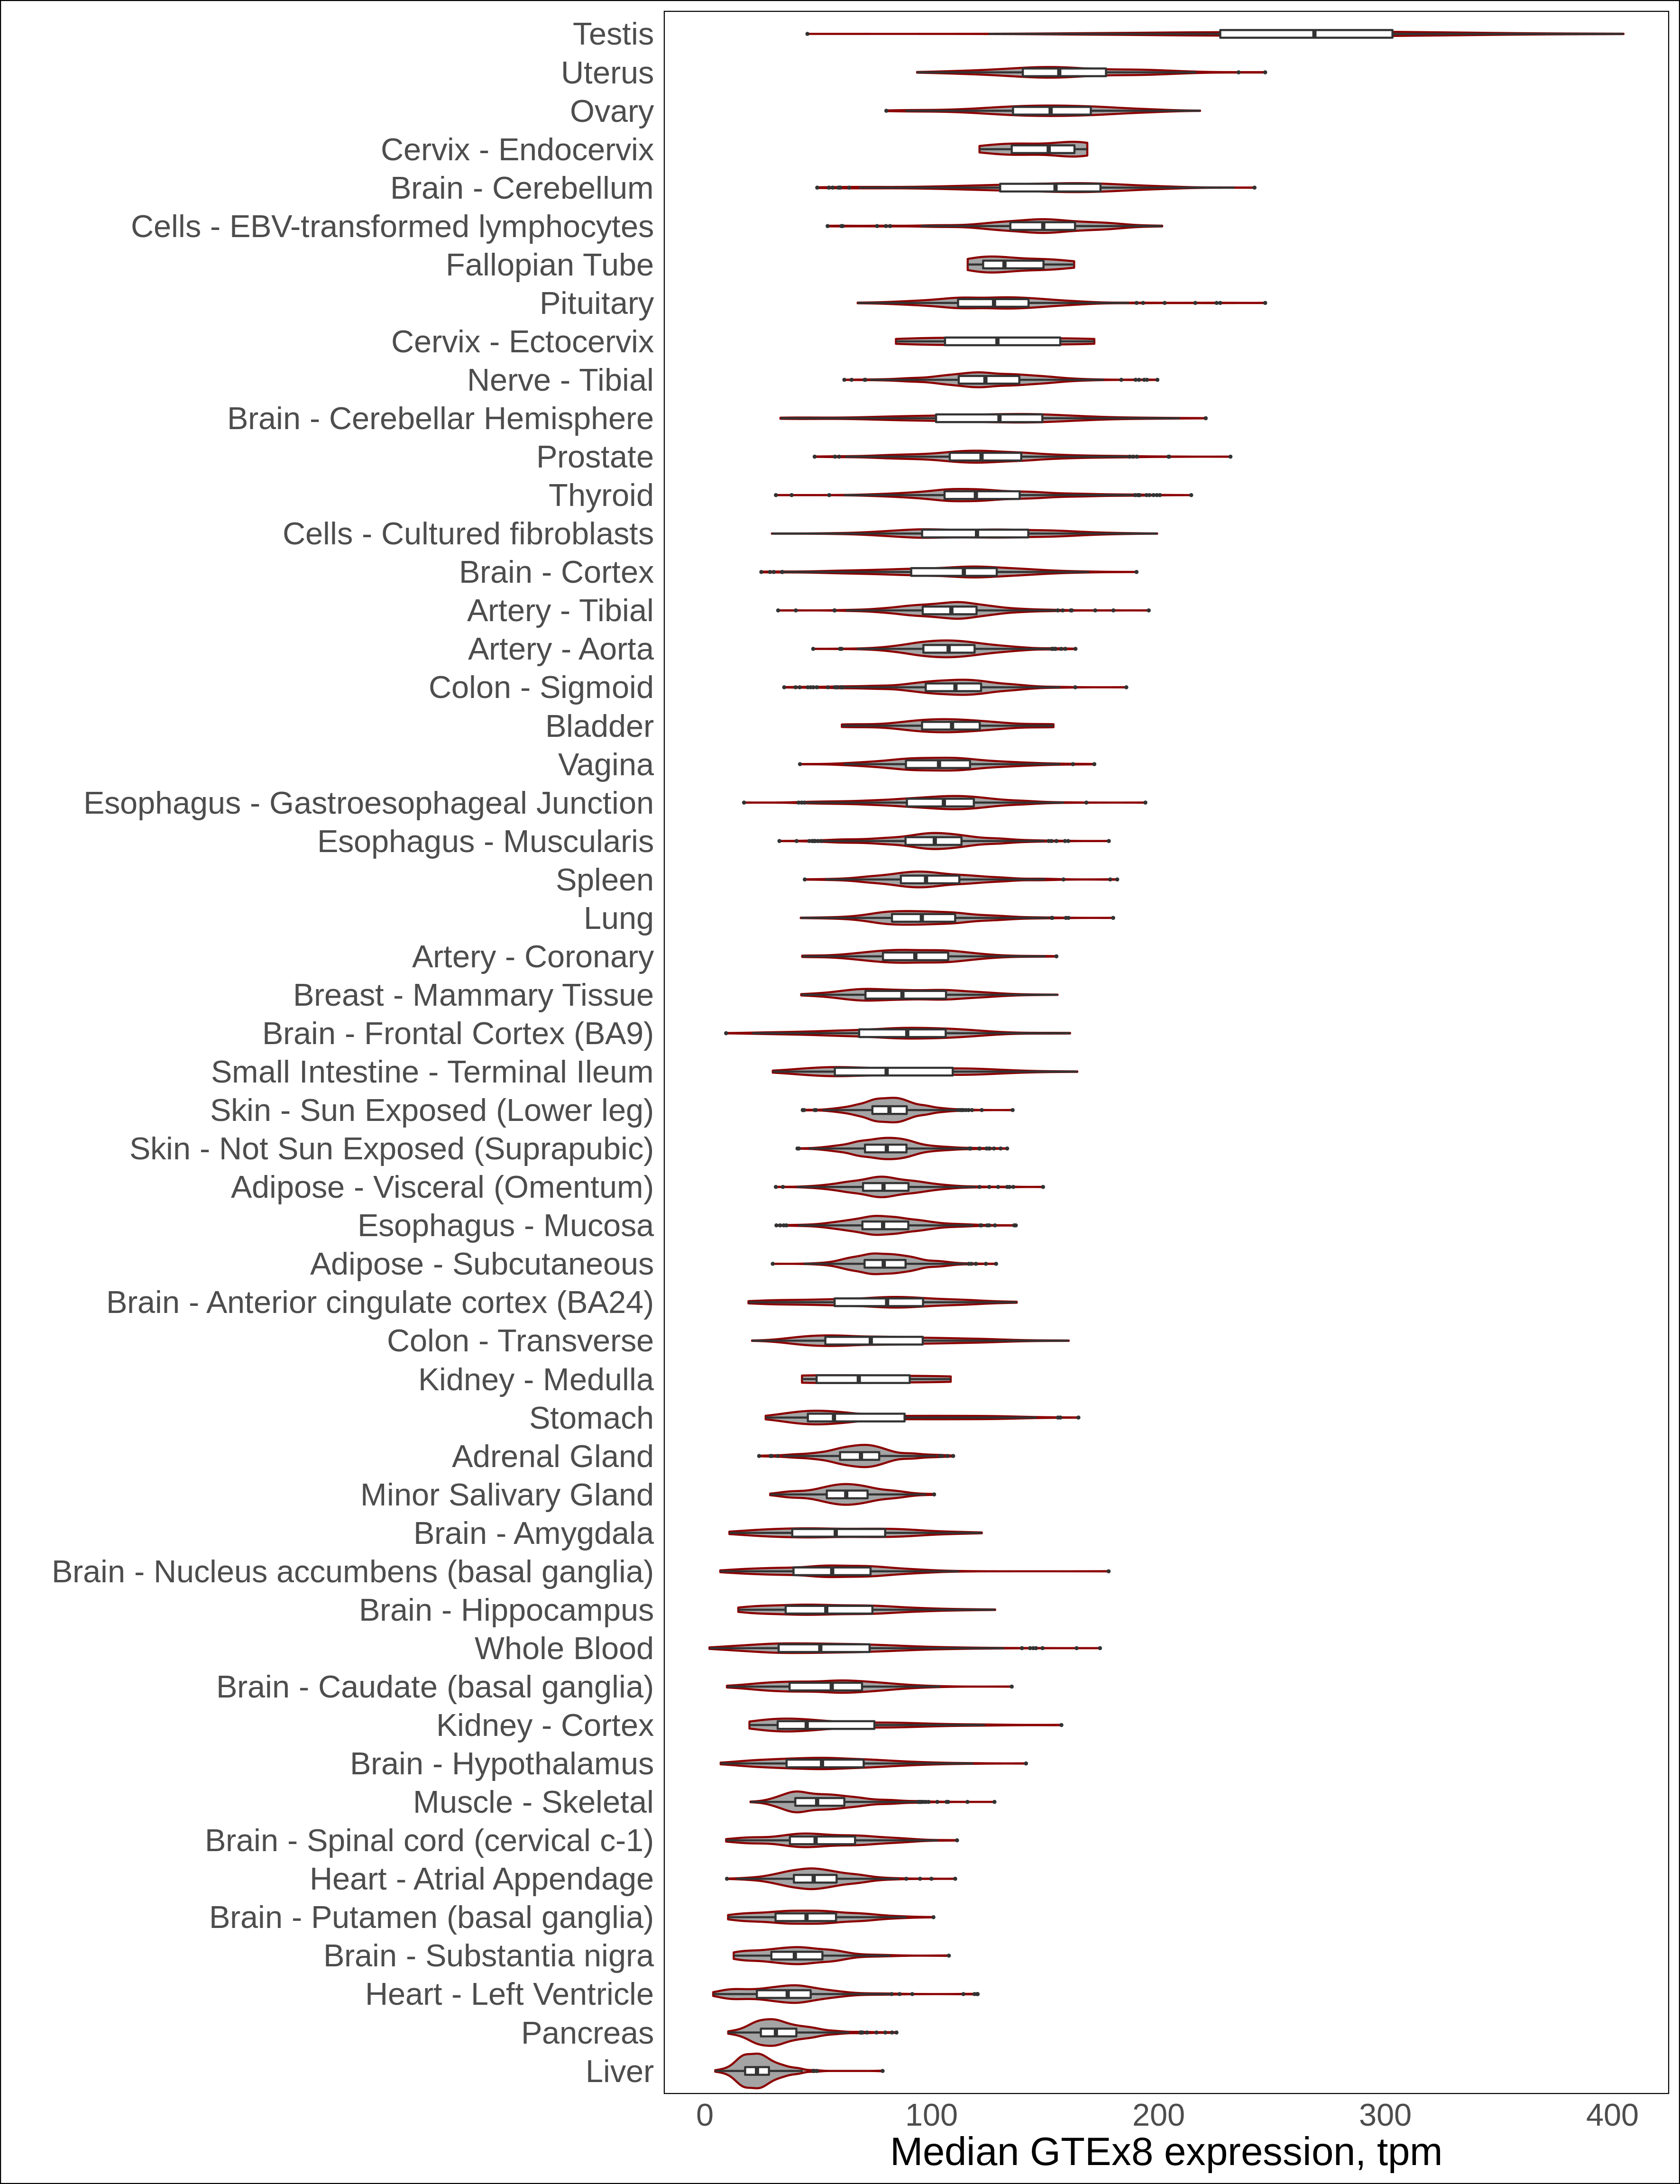 Testis
Uterus
Ovary
Cervix - Endocervix
Brain - Cerebellum
Cells - EBV-transformed lymphocytes
Fallopian Tube
Pituitary
Cervix - Ectocervix
Nerve - Tibial
Brain - Cerebellar Hemisphere
Prostate
Thyroid
Cells - Cultured fibroblasts
Brain - Cortex
Artery - Tibial
Artery - Aorta
Colon - Sigmoid
Bladder
Vagina
Esophagus - Gastroesophageal Junction
Esophagus - Muscularis
Spleen
Lung
Artery - Coronary
Breast - Mammary Tissue
Brain - Frontal Cortex (BA9)
Small Intestine - Terminal Ileum
Skin - Sun Exposed (Lower leg)
Skin - Not Sun Exposed (Suprapubic)
Adipose - Visceral (Omentum)
Esophagus - Mucosa
Adipose - Subcutaneous
Brain - Anterior cingulate cortex (BA24)
Colon - Transverse
Kidney - Medulla
Stomach
Adrenal Gland
Minor Salivary Gland
Brain - Amygdala
Brain - Nucleus accumbens (basal ganglia)
Brain - Hippocampus
Whole Blood
Brain - Caudate (basal ganglia)
Kidney - Cortex
Brain - Hypothalamus
Muscle - Skeletal
Brain - Spinal cord (cervical c-1)
Heart - Atrial Appendage
Brain - Putamen (basal ganglia)
Brain - Substantia nigra
Heart - Left Ventricle
Pancreas
Liver
0 100 200 300 400
Median GTEx8 expression, tpm